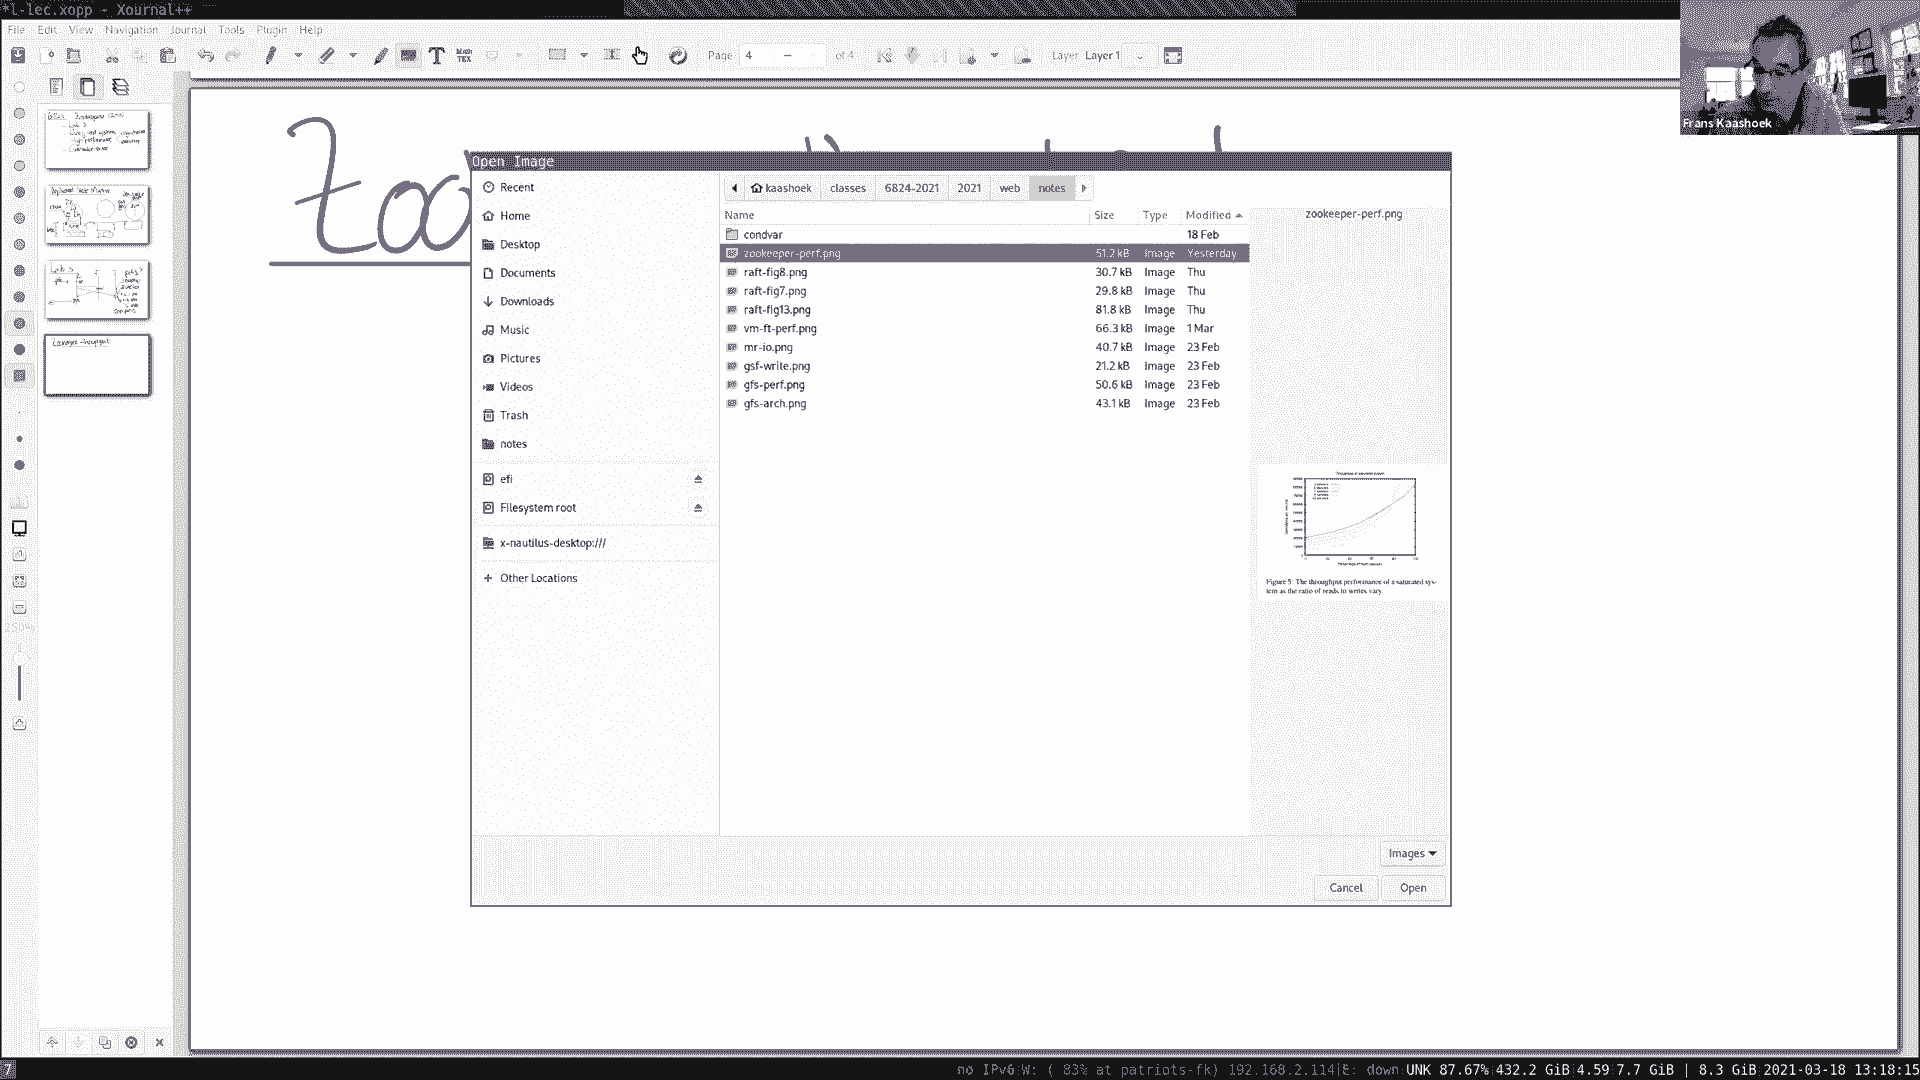 *l-lec.xopp - Xournal++
File Edit View Navigation Journal Tools Plugin Help
Page 4 of 4 Layer Layer 1
Frans Kaashoek
Zoo
Open Image
Recent
Home
Desktop
Documents
Downloads
Music
Pictures
Videos
Trash
notes
efi
Filesystem root
x-nautilus-desktop:///
Other Locations
kaashoek classes 6824-2021 2021 web notes
Name Size Type Modified
condvar 18 Feb
zookeeper-perf.png 51.2 kB Image Yesterday
raft-fig8.png 30.7 kB Image Thu
raft-fig7.png 29.8 kB Image Thu
raft-fig13.png 81.8 kB Image Thu
vm-ft-perf.png 66.3 kB Image 1 Mar
mr-io.png 40.7 kB Image 23 Feb
gsf-write.png 21.2 kB Image 23 Feb
gfs-perf.png 50.6 kB Image 23 Feb
gfs-arch.png 43.1 kB Image 23 Feb
zookeeper-perf.png
Figure 5: The throughput performance of a saturated sys-
tem as the ratio of reads to writes vary.
Images
Cancel Open
250%
7
no IPv6 W: ( 83% at patriots-fk) 192.168.2.114|E: down UNK 87.67% 432.2 GiB 4.59 7.7 GiB | 8.3 GiB 2021-03-18 13:18:15